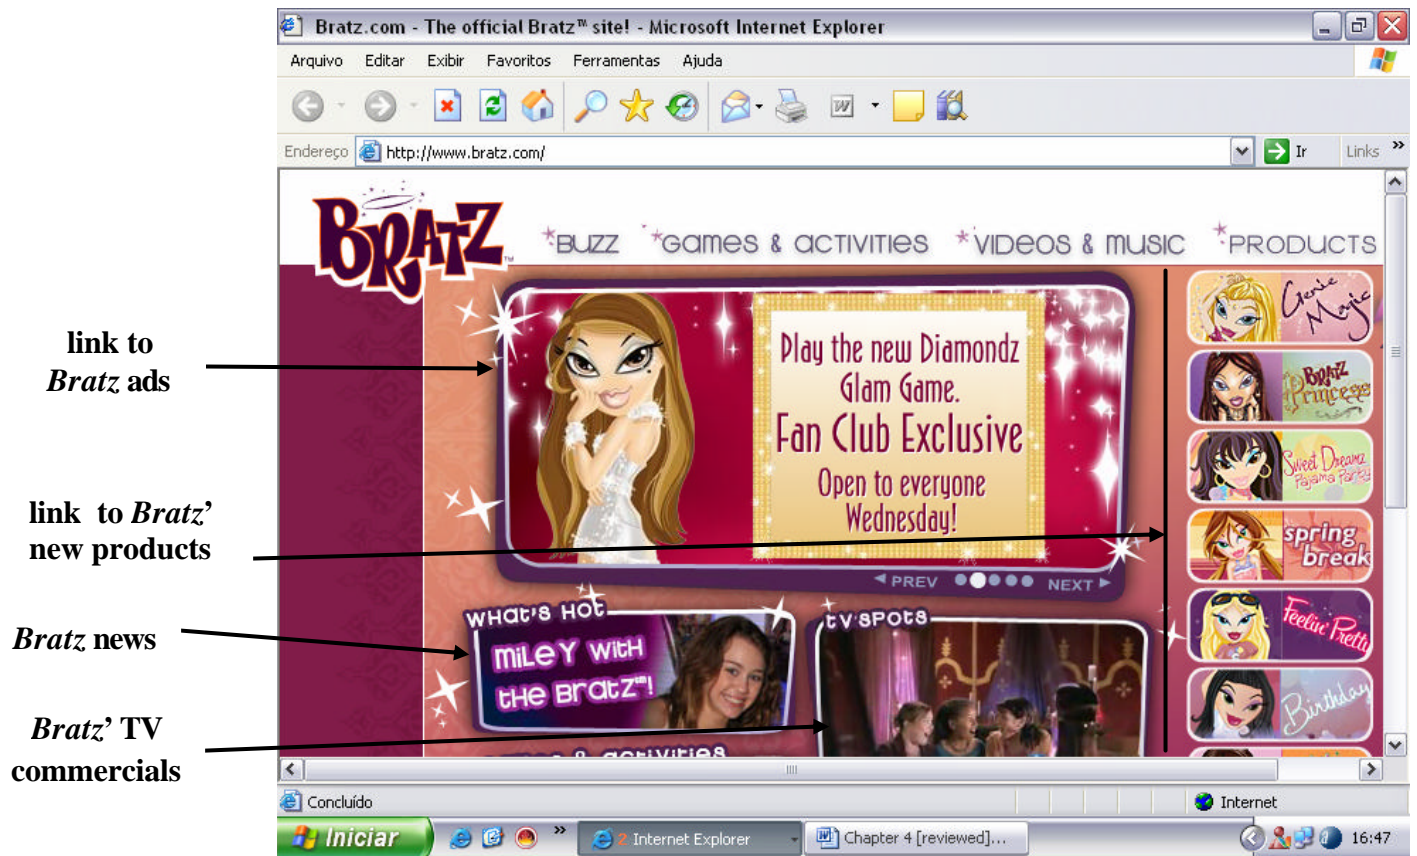 Bratz.com - The official Bratz™ site! - Microsoft Internet Explorer
Arquivo Editar Exibir Favoritos Ferramentas Ajuda
Endereço http://www.bratz.com/ Ir Links »
BRATZ™
*BUZZ *Games & activities *Videos & music *PRODUCTS
link to
Bratz ads
link to Bratz'
new products
Bratz news
Bratz' TV
commercials
Play the new Diamondz
Glam Game.
Fan Club Exclusive
Open to everyone
Wednesday!
PREV NEXT
Genie
Magic
BRATZ
Princess
Sweet Dreamz
Pajama Party
spring
break
Feelin' Pretty
Birthday
WHAT'S HOT
MILEY WITH
THE BRATZ™!
TV SPOTS
& activities
Concluído Internet
Iniciar » 2 Internet Explorer Chapter 4 [reviewed]... 16:47